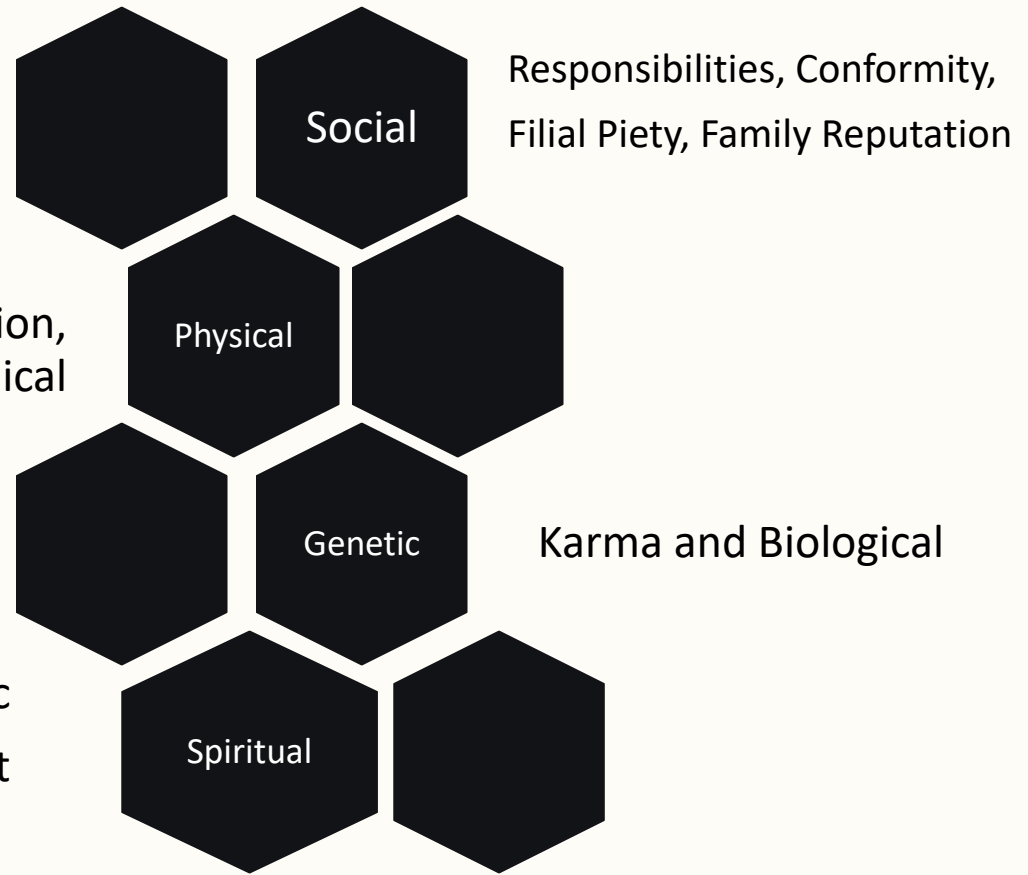 Social
Responsibilities, Conformity,
Filial Piety, Family Reputation
Physical
Genetic
Karma and Biological
Spiritual